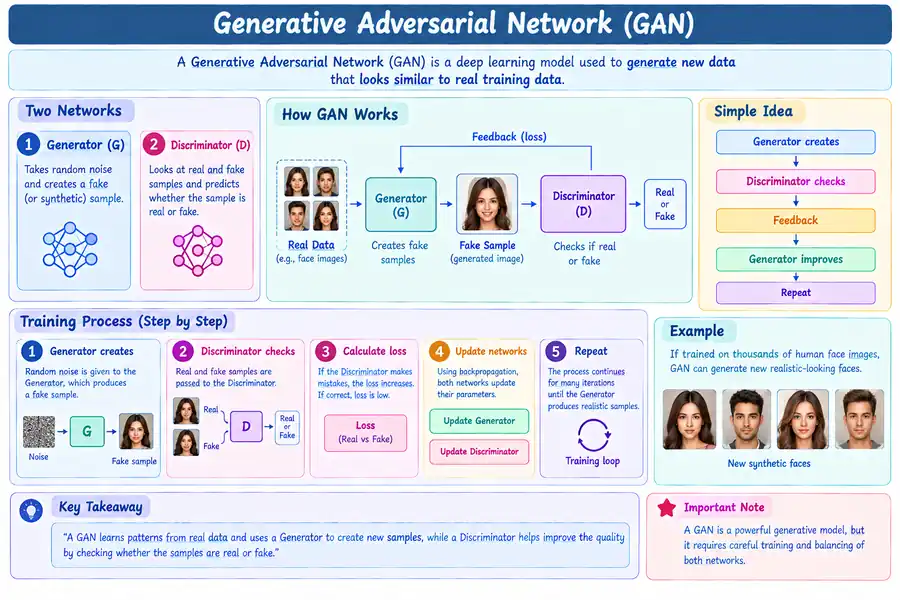 Generative Adversarial Network (GAN)
A Generative Adversarial Network (GAN) is a deep learning model used to generate new data
that looks similar to real training data.
Two Networks
1 Generator (G)
Takes random noise
and creates a fake
(or synthetic) sample.
2 Discriminator (D)
Looks at real and fake
samples and predicts
whether the sample is
real or fake.
How GAN Works
Feedback (loss)
Real Data
(e.g., face images)
Generator
(G)
Creates fake
samples
Fake Sample
(generated image)
Discriminator
(D)
Checks if real
or fake
Real
or
Fake
Simple Idea
Generator creates
Discriminator checks
Feedback
Generator improves
Repeat
Training Process (Step by Step)
1 Generator creates
Random noise is given to the
Generator, which produces
a fake sample.
Noise
G
Fake sample
2 Discriminator checks
Real and fake samples are
passed to the Discriminator.
Real
Fake
D
Real
or
Fake
3 Calculate loss
If the Discriminator makes
mistakes, the loss increases.
If correct, loss is low.
Loss
(Real vs Fake)
4 Update networks
Using backpropagation,
both networks update
their parameters.
Update Generator
Update Discriminator
5 Repeat
The process continues
for many iterations
until the Generator
produces realistic samples.
Training loop
Example
If trained on thousands of human face images,
GAN can generate new realistic-looking faces.
New synthetic faces
Key Takeaway
"A GAN learns patterns from real data and uses a Generator to create new samples, while a Discriminator helps improve the quality
by checking whether the samples are real or fake."
Important Note
A GAN is a powerful generative model, but
it requires careful training and balancing of
both networks.